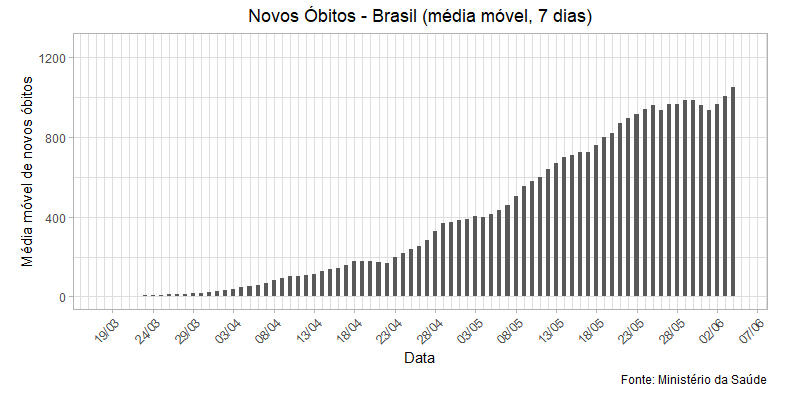 Novos Óbitos - Brasil (média móvel, 7 dias)
Média móvel de novos óbitos
1200
800
400
0
19/03 24/03 29/03 03/04 08/04 13/04 18/04 23/04 28/04 03/05 08/05 13/05 18/05 23/05 28/05 02/06 07/06
Data
Fonte: Ministério da Saúde